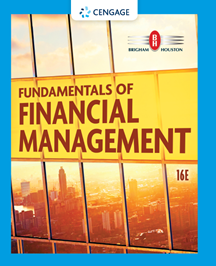 CENGAGE
B
H
BRIGHAM HOUSTON
FUNDAMENTALS OF
FINANCIAL
MANAGEMENT
16E